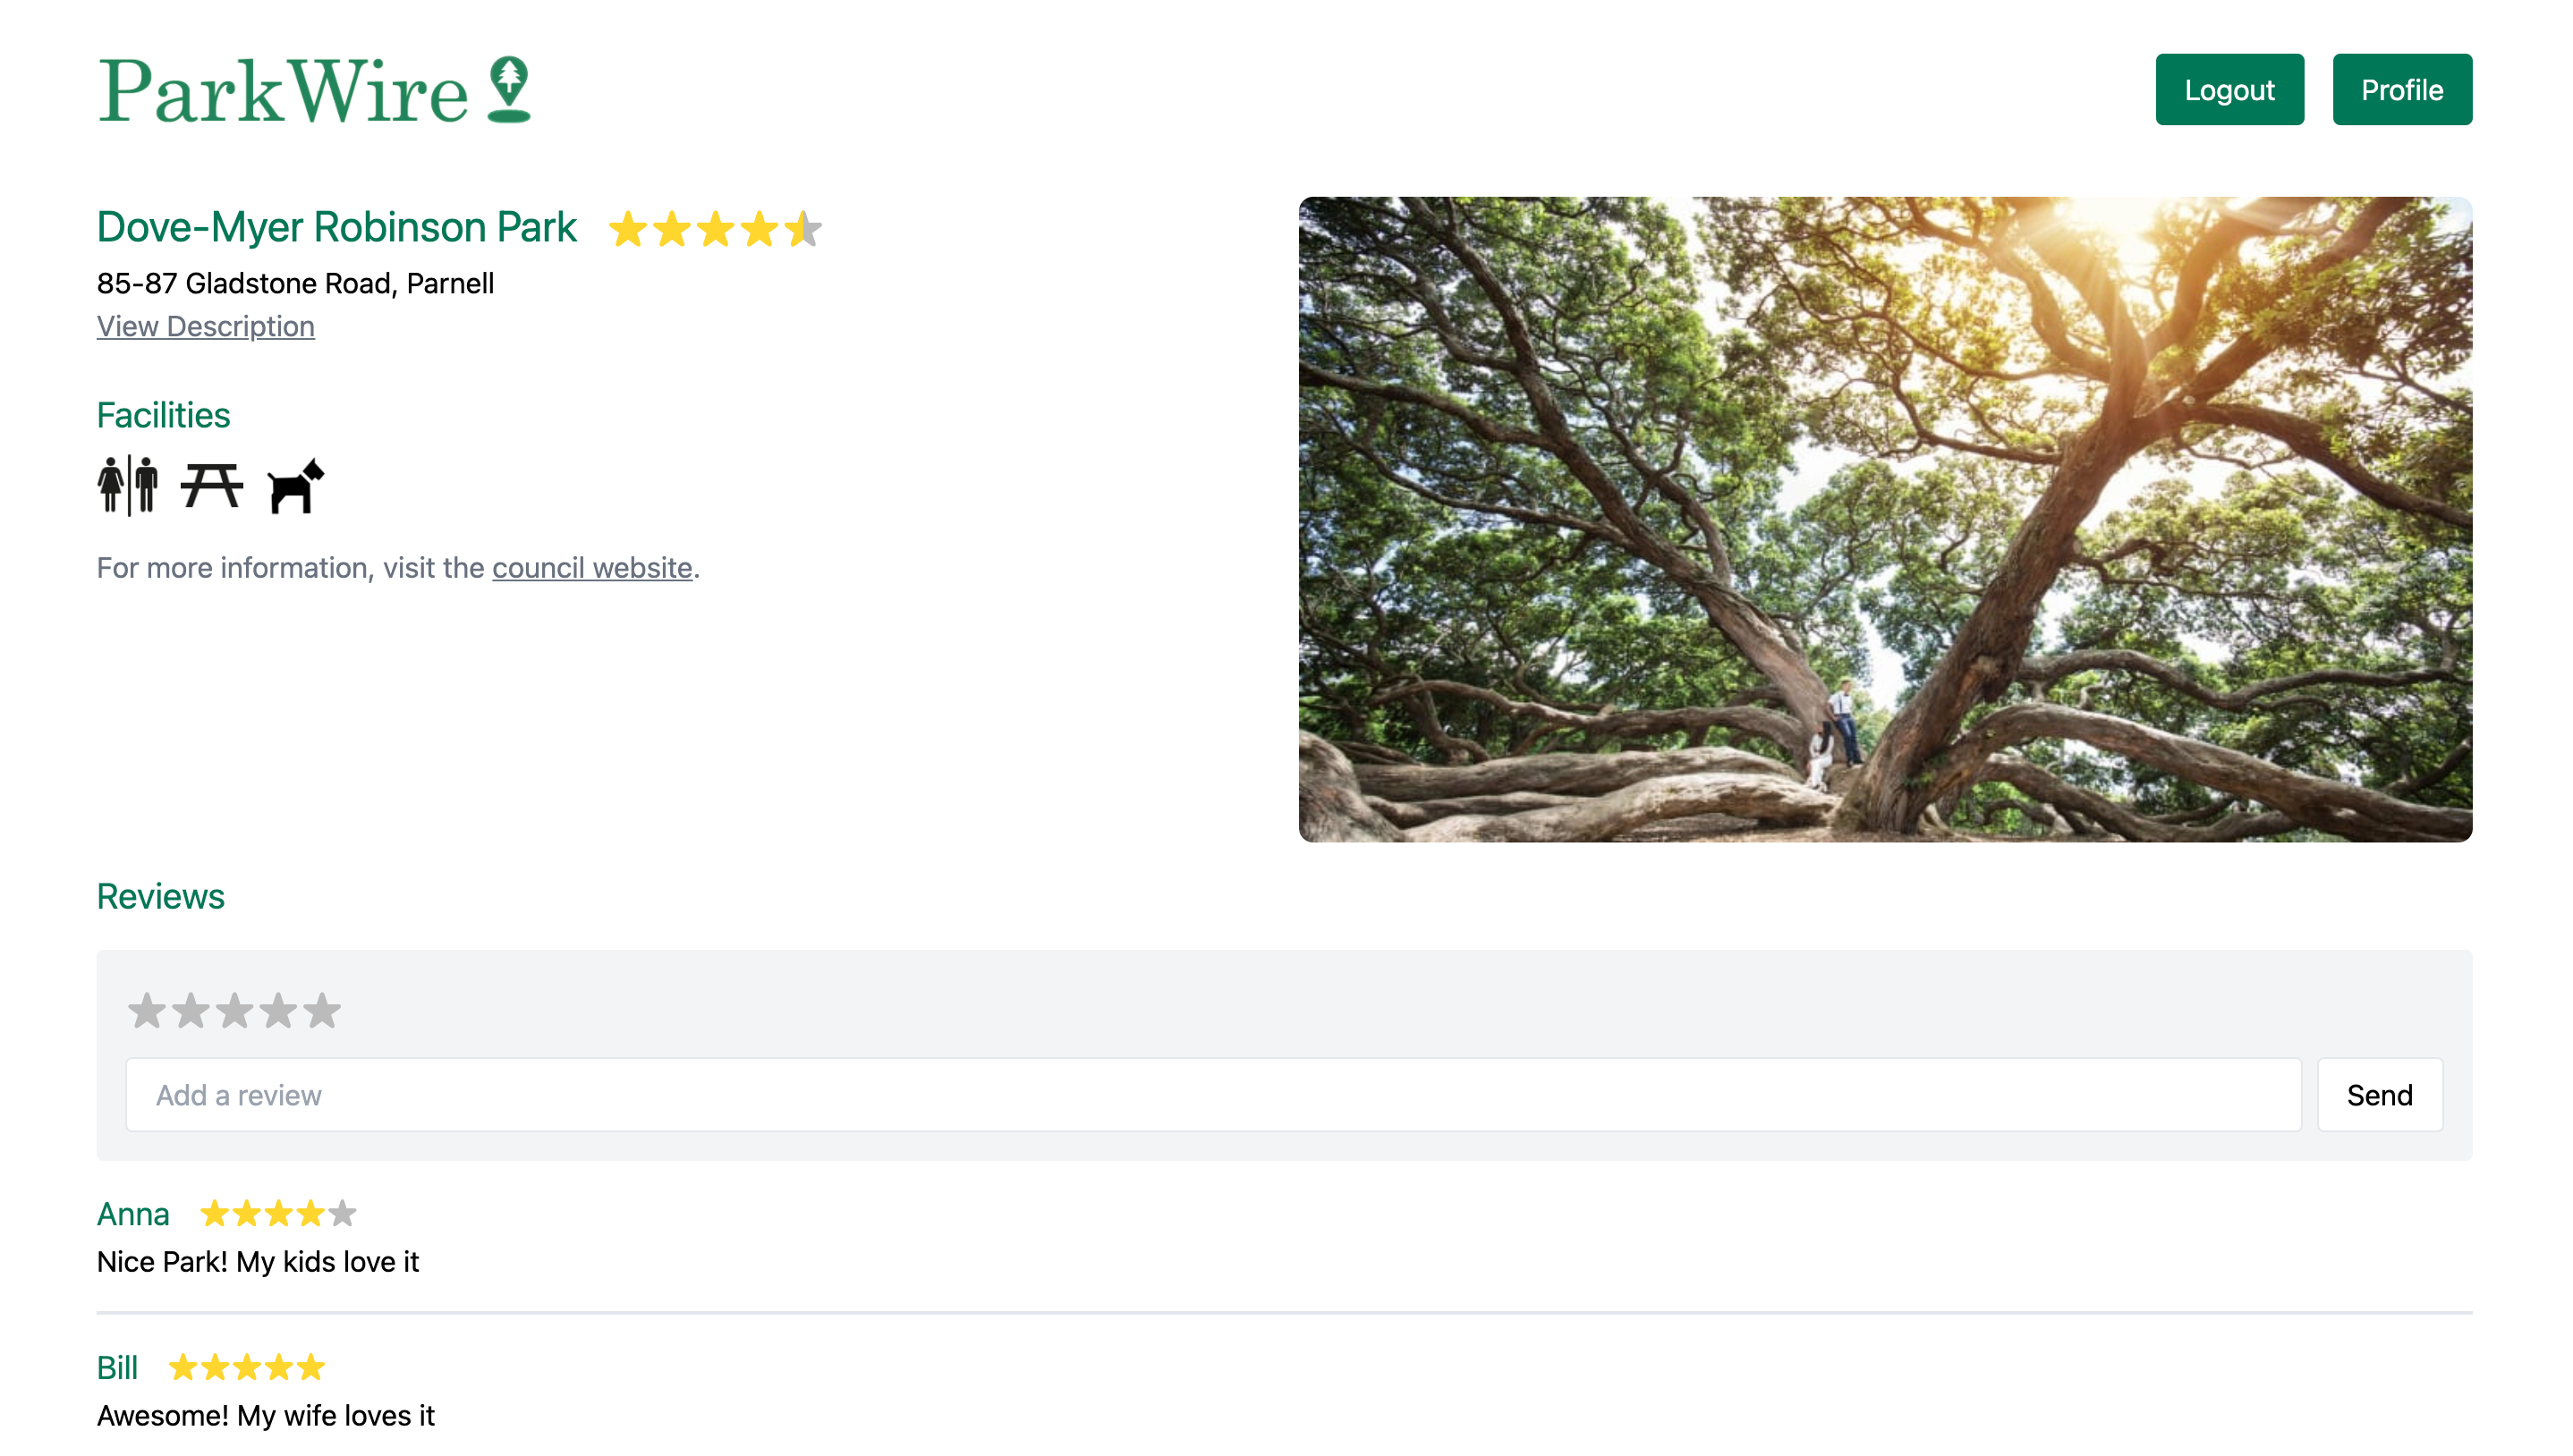 ParkWire
Logout
Profile
Dove-Myer Robinson Park
85-87 Gladstone Road, Parnell
View Description
Facilities
For more information, visit the council website.
Reviews
Add a review
Send
Anna
Nice Park! My kids love it
Bill
Awesome! My wife loves it